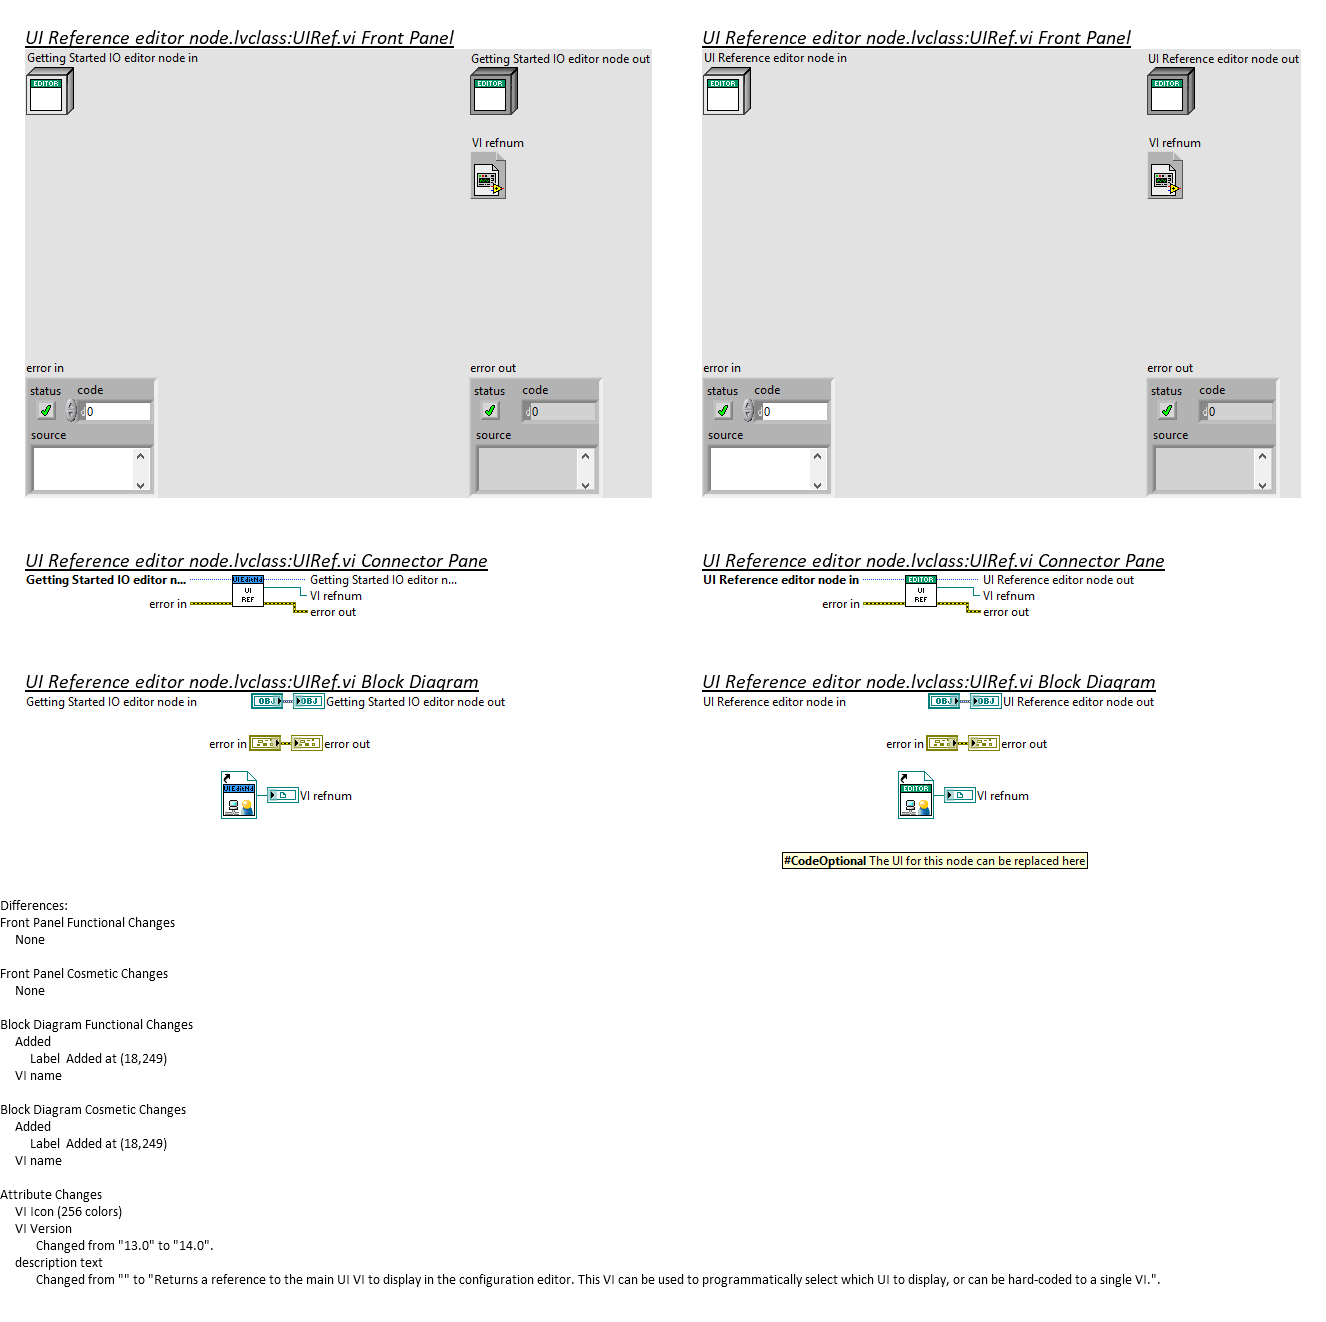 UI Reference editor node.lvclass:UIRef.vi Front Panel
Getting Started IO editor node in
Getting Started IO editor node out
EDITOR
EDITOR
VI refnum
error in
error out
status code
0
status code
0
source
source
UI Reference editor node.lvclass:UIRef.vi Front Panel
UI Reference editor node in
UI Reference editor node out
EDITOR
EDITOR
VI refnum
error in
error out
status code
0
status code
0
source
source
UI Reference editor node.lvclass:UIRef.vi Connector Pane
Getting Started IO editor n...
UIEditNd
UI
REF
Getting Started IO editor n...
VI refnum
error in
error out
UI Reference editor node.lvclass:UIRef.vi Connector Pane
UI Reference editor node in
EDITOR
UI
REF
UI Reference editor node out
VI refnum
error in
error out
UI Reference editor node.lvclass:UIRef.vi Block Diagram
Getting Started IO editor node in
OBJ
OBJ
Getting Started IO editor node out
error in
error out
UIEditNd
VI refnum
UI Reference editor node.lvclass:UIRef.vi Block Diagram
UI Reference editor node in
OBJ
OBJ
UI Reference editor node out
error in
error out
EDITOR
VI refnum
#CodeOptional The UI for this node can be replaced here
Differences:
Front Panel Functional Changes
None
Front Panel Cosmetic Changes
None
Block Diagram Functional Changes
Added
Label  Added at (18,249)
VI name
Block Diagram Cosmetic Changes
Added
Label  Added at (18,249)
VI name
Attribute Changes
VI Icon (256 colors)
VI Version
Changed from "13.0" to "14.0".
description text
Changed from "" to "Returns a reference to the main UI VI to display in the configuration editor. This VI can be used to programmatically select which UI to display, or can be hard-coded to a single VI.".